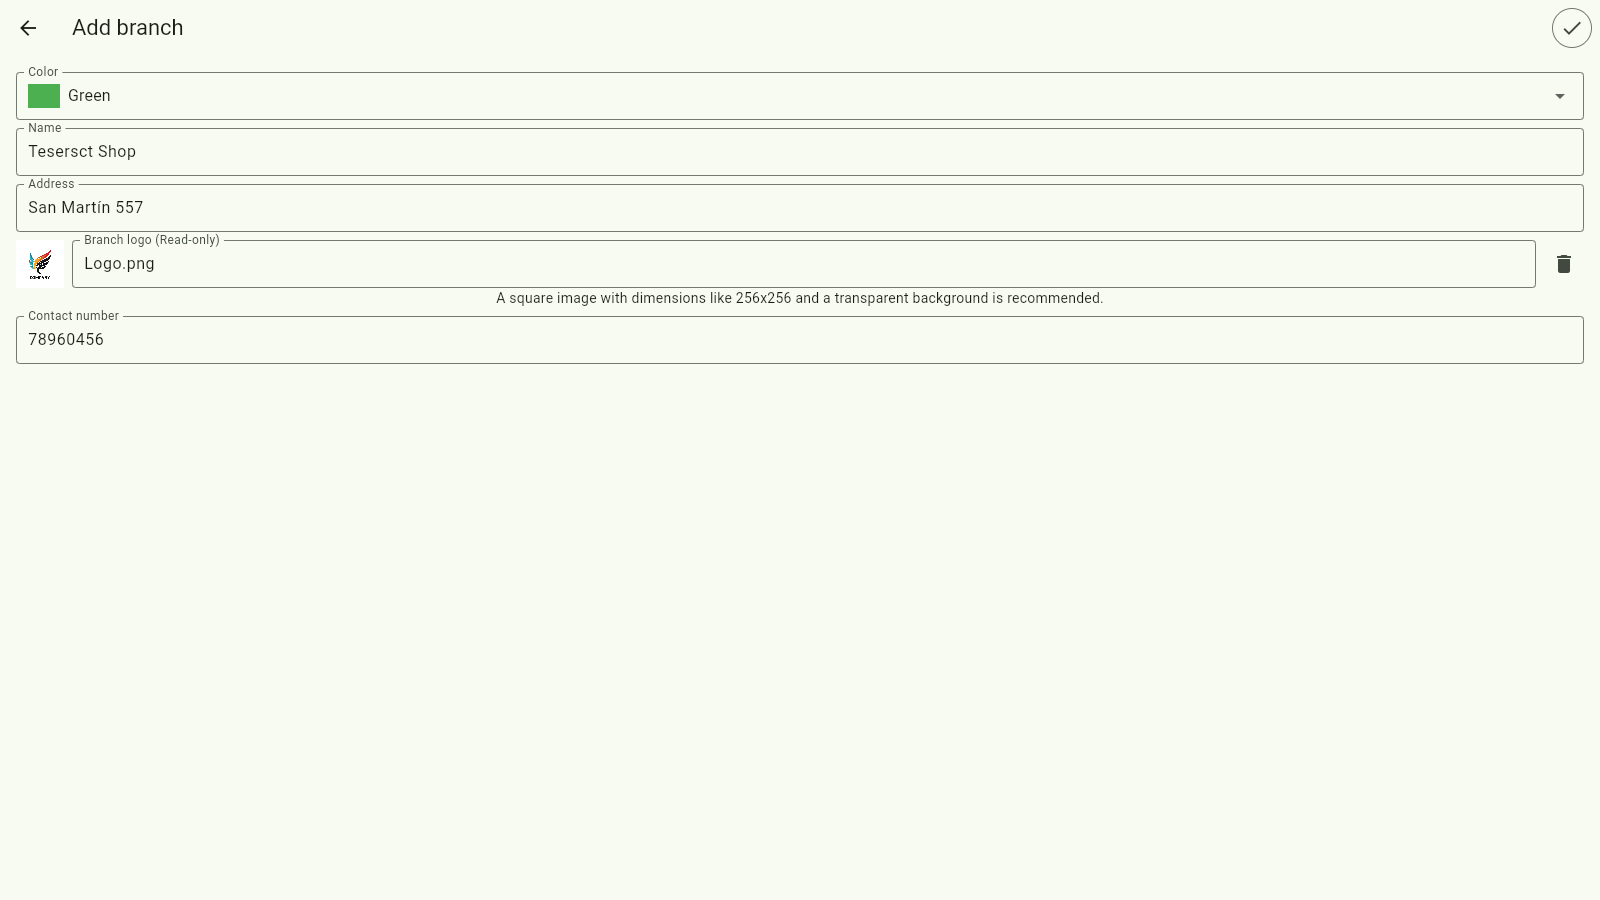 Add branch
Color
Green
Name
Tesersct Shop
Address
San Martín 557
Branch logo (Read-only)
COMPANY
Logo.png
A square image with dimensions like 256x256 and a transparent background is recommended.
Contact number
78960456